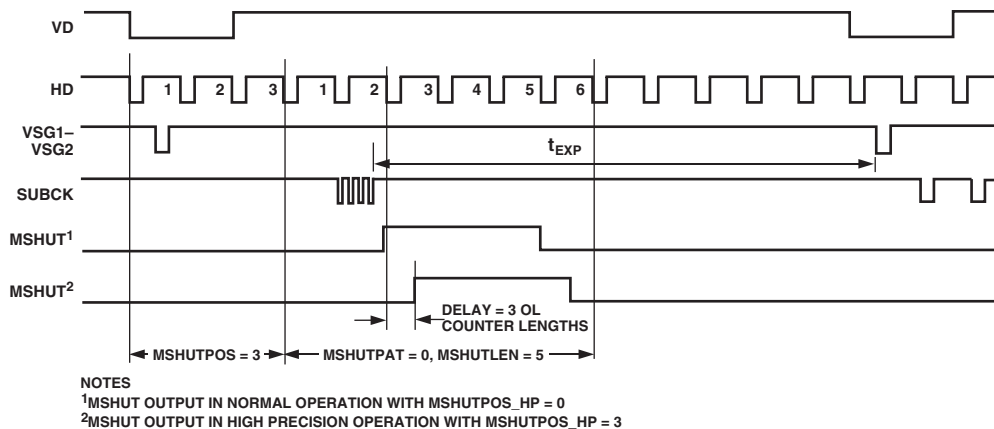 VD
HD
1 2 3 1 2 3 4 5 6
VSG1–
VSG2
tEXP
SUBCK
MSHUT1
MSHUT2
DELAY = 3 OL
COUNTER LENGTHS
MSHUTPOS = 3
MSHUTPAT = 0, MSHUTLEN = 5
NOTES
1MSHUT OUTPUT IN NORMAL OPERATION WITH MSHUTPOS_HP = 0
2MSHUT OUTPUT IN HIGH PRECISION OPERATION WITH MSHUTPOS_HP = 3